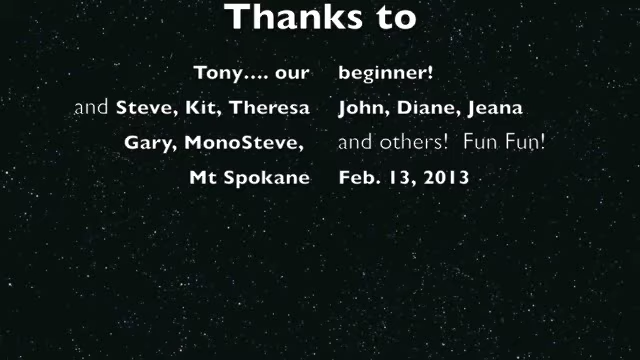 Thanks to
Tony.... our beginner!
and Steve, Kit, Theresa John, Diane, Jeana
Gary, MonoSteve, and others! Fun Fun!
Mt Spokane Feb. 13, 2013